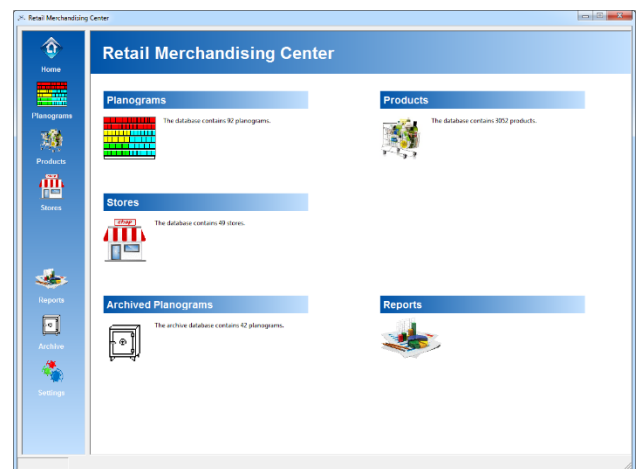 Retail Merchandising Center
Home
Planograms
Products
Stores
Reports
Archive
Settings
Retail Merchandising Center
Planograms
The database contains 92 planograms.
Products
The database contains 3052 products.
Stores
shop
The database contains 49 stores.
Archived Planograms
The archive database contains 42 planograms.
Reports